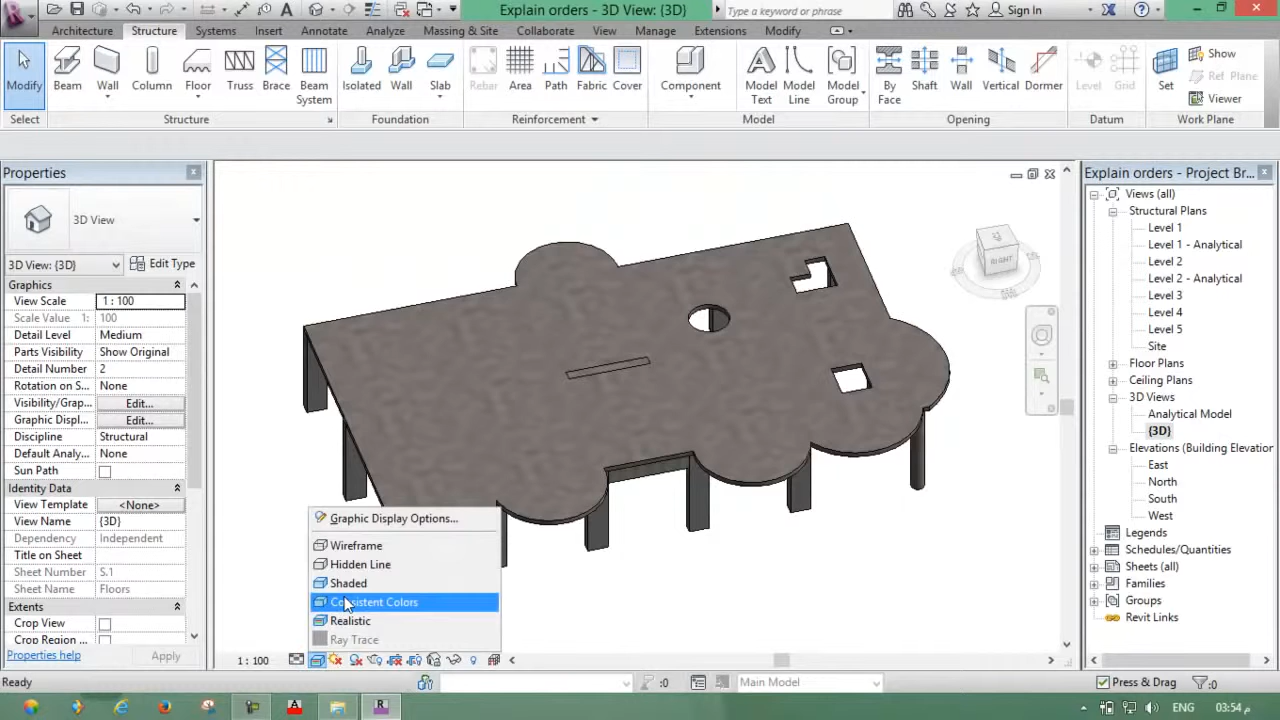 Explain orders - 3D View: {3D}
Type a keyword or phrase
Sign In
Architecture Structure Systems Insert Annotate Analyze Massing & Site Collaborate View Manage Extensions Modify
Modify Beam Wall Column Floor Truss Brace Beam System Isolated Wall Slab Rebar Area Path Fabric Cover Component Model Text Model Line Model Group By Face Shaft Wall Vertical Dormer Level Grid Set Show
Ref Plane
Viewer
Select Structure Foundation Reinforcement Model Opening Datum Work Plane
Properties
3D View
3D View: {3D} Edit Type
Graphics
View Scale 1 : 100
Scale Value 1: 100
Detail Level Medium
Parts Visibility Show Original
Detail Number 2
Rotation on S... None
Visibility/Grap... Edit...
Graphic Displ... Edit...
Discipline Structural
Default Analy... None
Sun Path
Identity Data
View Template <None>
View Name {3D}
Dependency Independent
Title on Sheet
Sheet Number S.1
Sheet Name Floors
Extents
Crop View
Crop Region ...
Properties help Apply
RIGHT
Graphic Display Options...
Wireframe
Hidden Line
Shaded
Consistent Colors
Realistic
Ray Trace
1 : 100
Explain orders - Project Br...
Views (all)
Structural Plans
Level 1
Level 1 - Analytical
Level 2
Level 2 - Analytical
Level 3
Level 4
Level 5
Site
Floor Plans
Ceiling Plans
3D Views
Analytical Model
{3D}
Elevations (Building Elevation
East
North
South
West
Legends
Schedules/Quantities
Sheets (all)
Families
Groups
Revit Links
Ready :0 Main Model Press & Drag :0
ENG 03:54 م